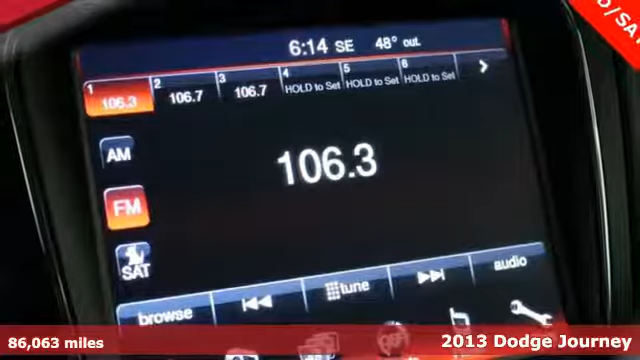 D/SA
6:14 SE 48° out.
1 2 3 4 5 6
106.3 106.7 106.7 HOLD to Set HOLD to Set HOLD to Set
AM
106.3
FM
SAT
browse tune audio
86,063 miles 2013 Dodge Journey